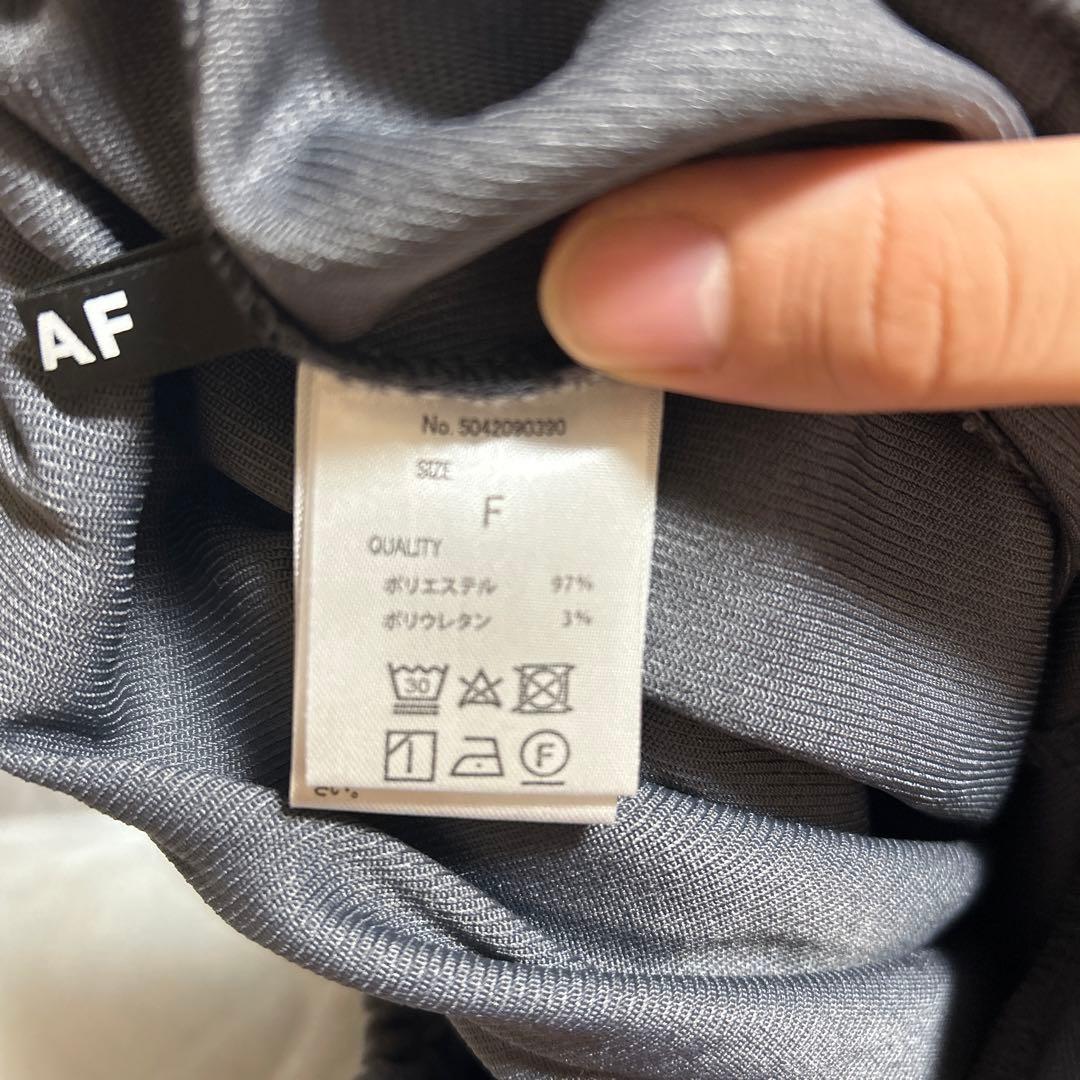 AF
No. 5042090390
SIZE
F
QUALITY
ポリエステル 97%
ポリウレタン 3%
30
F